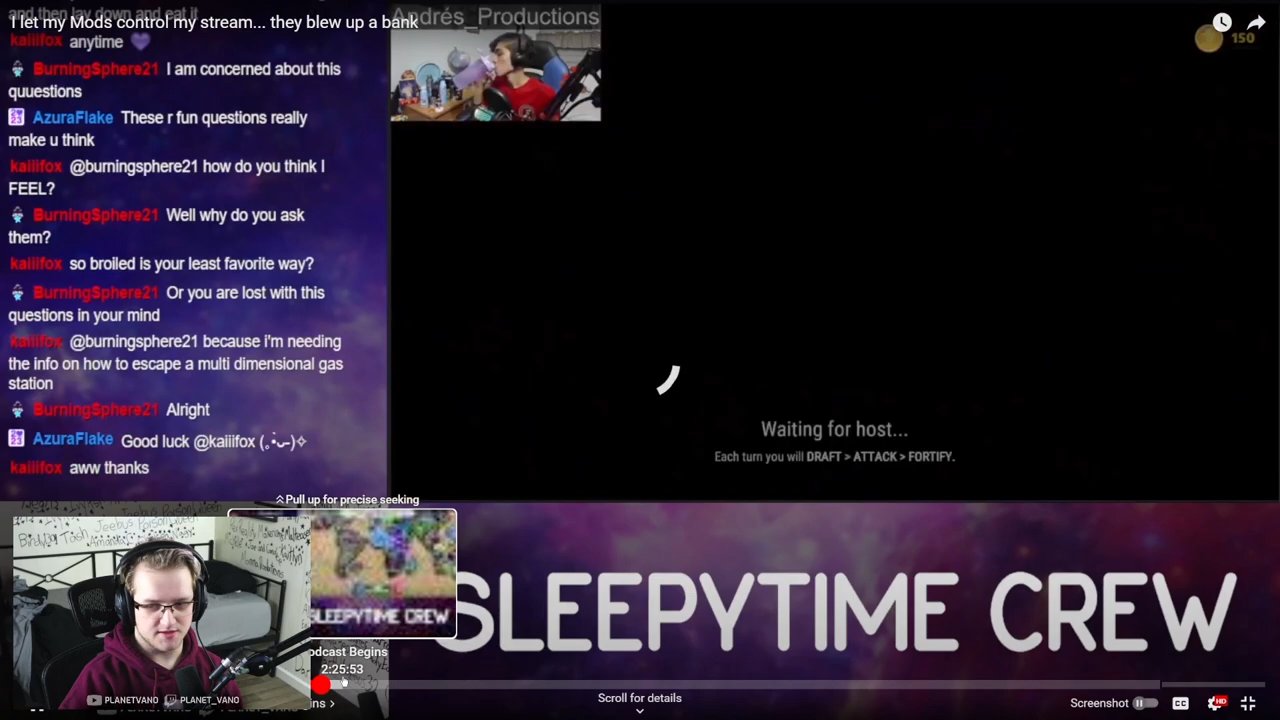 and then lay down and eat it
I let my Mods control my stream... they blew up a bank
Andrés_Productions
150
kaiiifox anytime 💜
BurningSphere21 I am concerned about this
quuestions
AzuraFlake These r fun questions really
make u think
kaiiifox @burningsphere21 how do you think I
FEEL?
BurningSphere21 Well why do you ask
them?
kaiiifox so broiled is your least favorite way?
BurningSphere21 Or you are lost with this
questions in your mind
kaiiifox @burningsphere21 because i'm needing
the info on how to escape a multi dimensional gas
station
BurningSphere21 Alright
AzuraFlake Good luck @kaiiifox (｡•̀ᴗ-)✧
kaiiifox aww thanks
Waiting for host...
Each turn you will DRAFT > ATTACK > FORTIFY.
Pull up for precise seeking
SLEEPYTIME CREW
SLEEPYTIME CREW
odcast Begins
2:25:53
PLANETVANO PLANET_VANO
ins >
Scroll for details
Screenshot
CC
HD